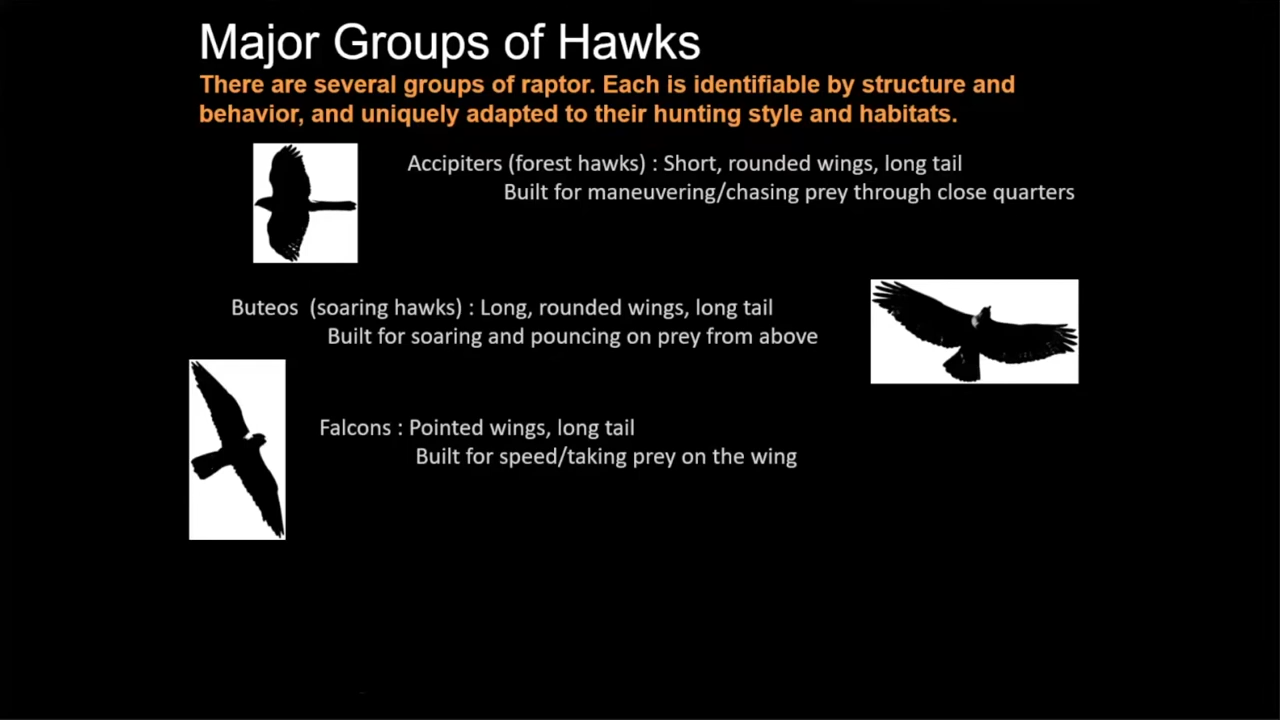 Major Groups of Hawks
There are several groups of raptor. Each is identifiable by structure and
behavior, and uniquely adapted to their hunting style and habitats.
Accipiters (forest hawks) : Short, rounded wings, long tail
Built for maneuvering/chasing prey through close quarters
Buteos  (soaring hawks) : Long, rounded wings, long tail
Built for soaring and pouncing on prey from above
Falcons : Pointed wings, long tail
Built for speed/taking prey on the wing